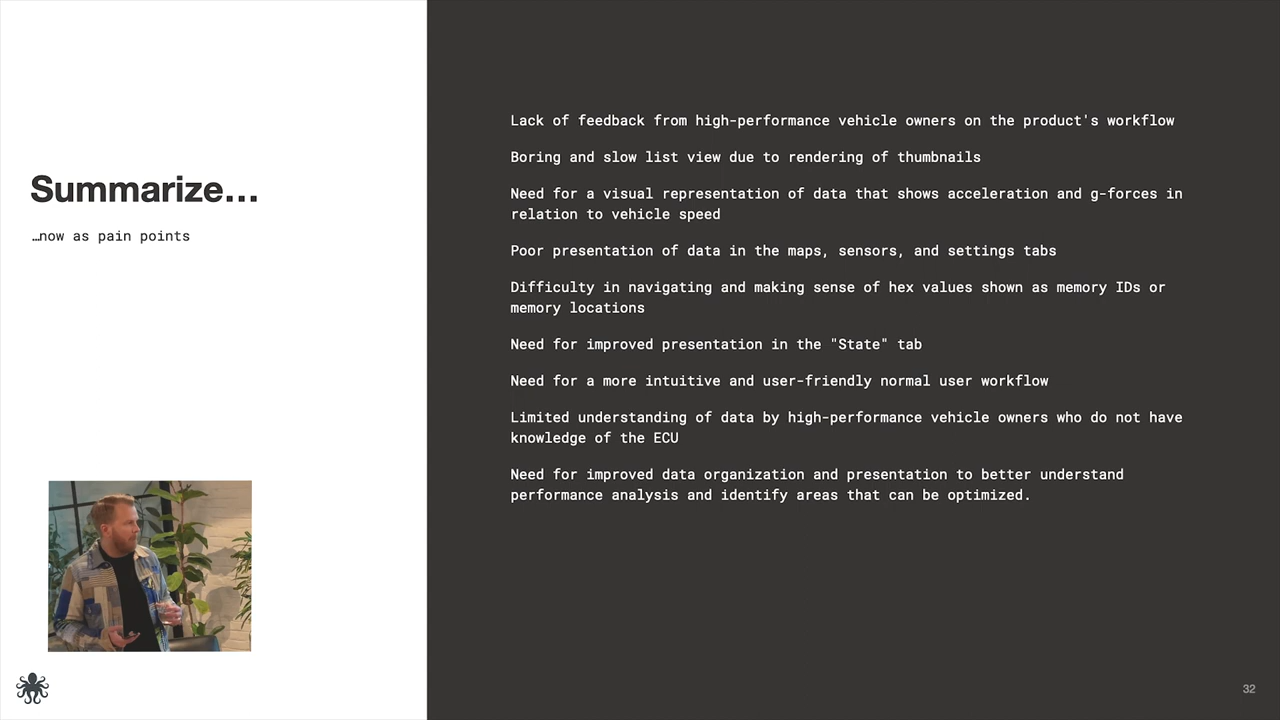 Summarize...
…now as pain points
Lack of feedback from high-performance vehicle owners on the product's workflow
Boring and slow list view due to rendering of thumbnails
Need for a visual representation of data that shows acceleration and g-forces in
relation to vehicle speed
Poor presentation of data in the maps, sensors, and settings tabs
Difficulty in navigating and making sense of hex values shown as memory IDs or
memory locations
Need for improved presentation in the "State" tab
Need for a more intuitive and user-friendly normal user workflow
Limited understanding of data by high-performance vehicle owners who do not have
knowledge of the ECU
Need for improved data organization and presentation to better understand
performance analysis and identify areas that can be optimized.
32